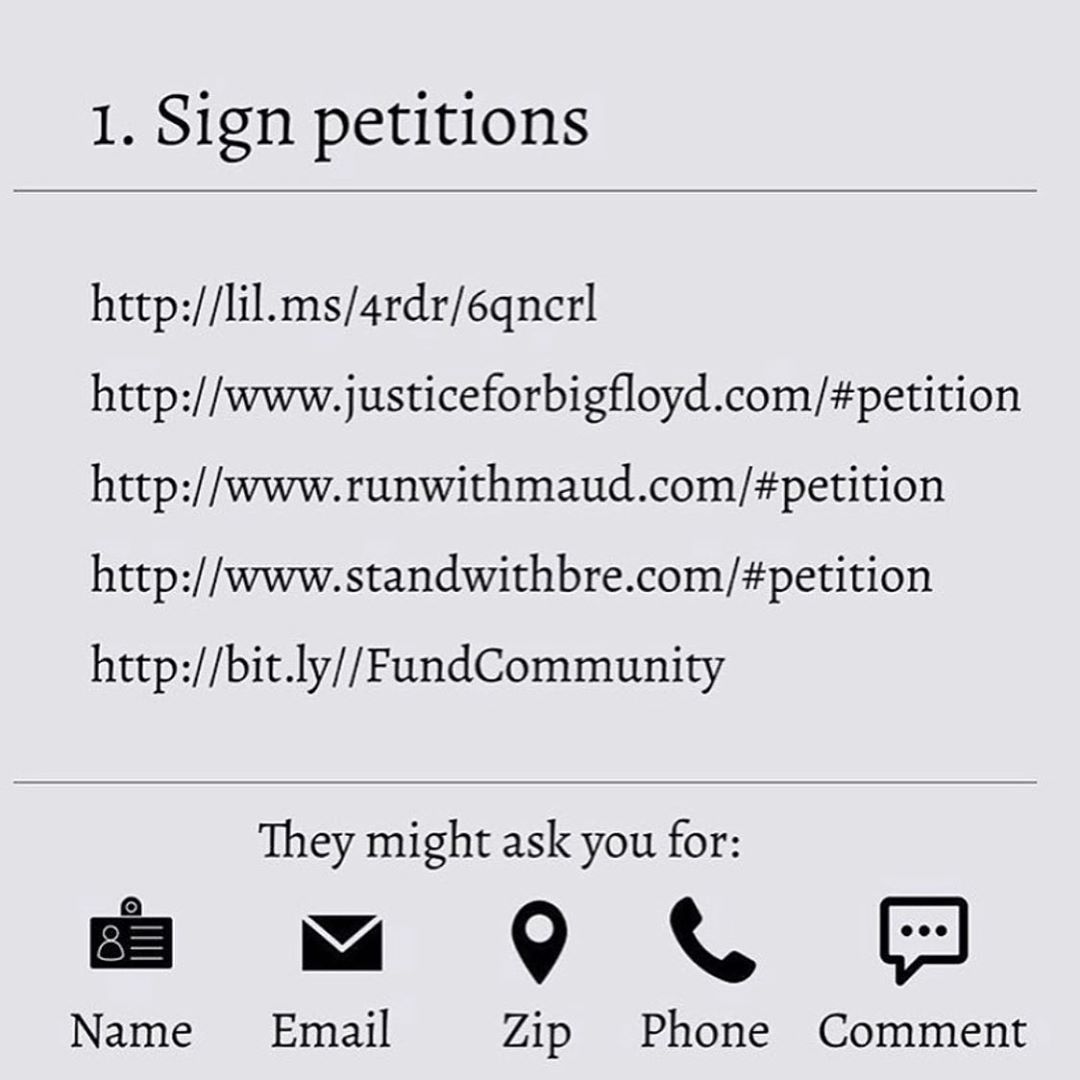 1. Sign petitions
http://lil.ms/4rdr/6qncrl
http://www.justiceforbigfloyd.com/#petition
http://www.runwithmaud.com/#petition
http://www.standwithbre.com/#petition
http://bit.ly//FundCommunity
They might ask you for:
Name Email Zip Phone Comment